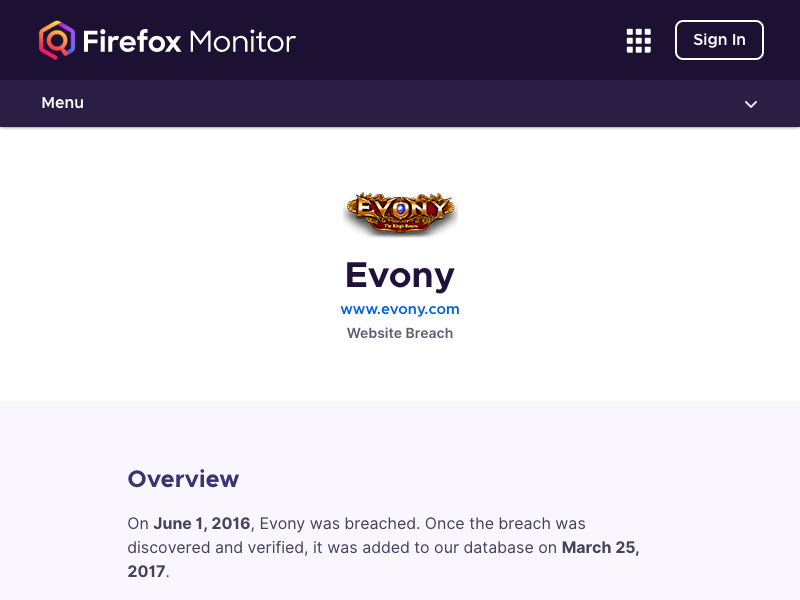 Firefox Monitor
Sign In
Menu
EVONY
The King's Return
Evony
www.evony.com
Website Breach
Overview
On June 1, 2016, Evony was breached. Once the breach was
discovered and verified, it was added to our database on March 25,
2017.